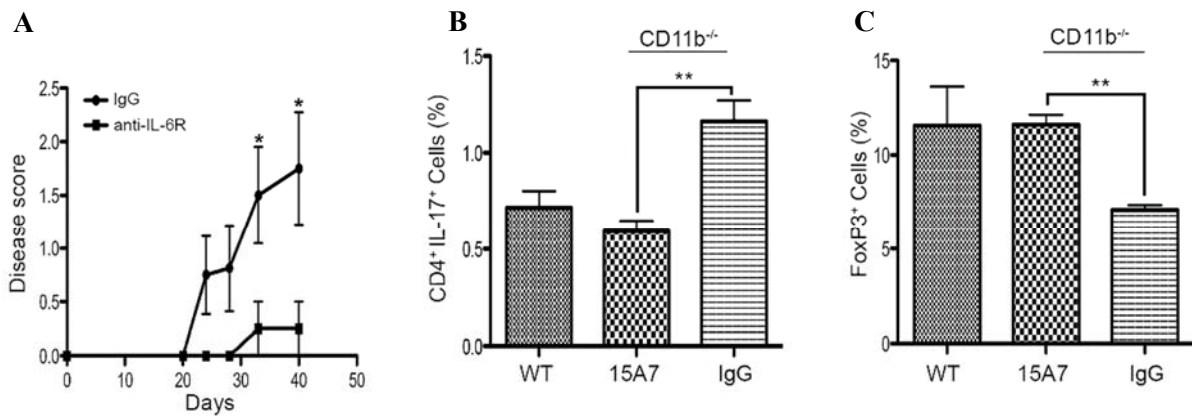 A
Disease score
2.5
2.0
1.5
1.0
0.5
0.0
IgG
anti-IL-6R
*
*
0
10
20
30
40
50
Days
B
CD11b-/-
**
CD4+ IL-17+ Cells (%)
1.5
1.0
0.5
0.0
WT
15A7
IgG
C
CD11b-/-
**
FoxP3+ Cells (%)
15
10
5
0
WT
15A7
IgG